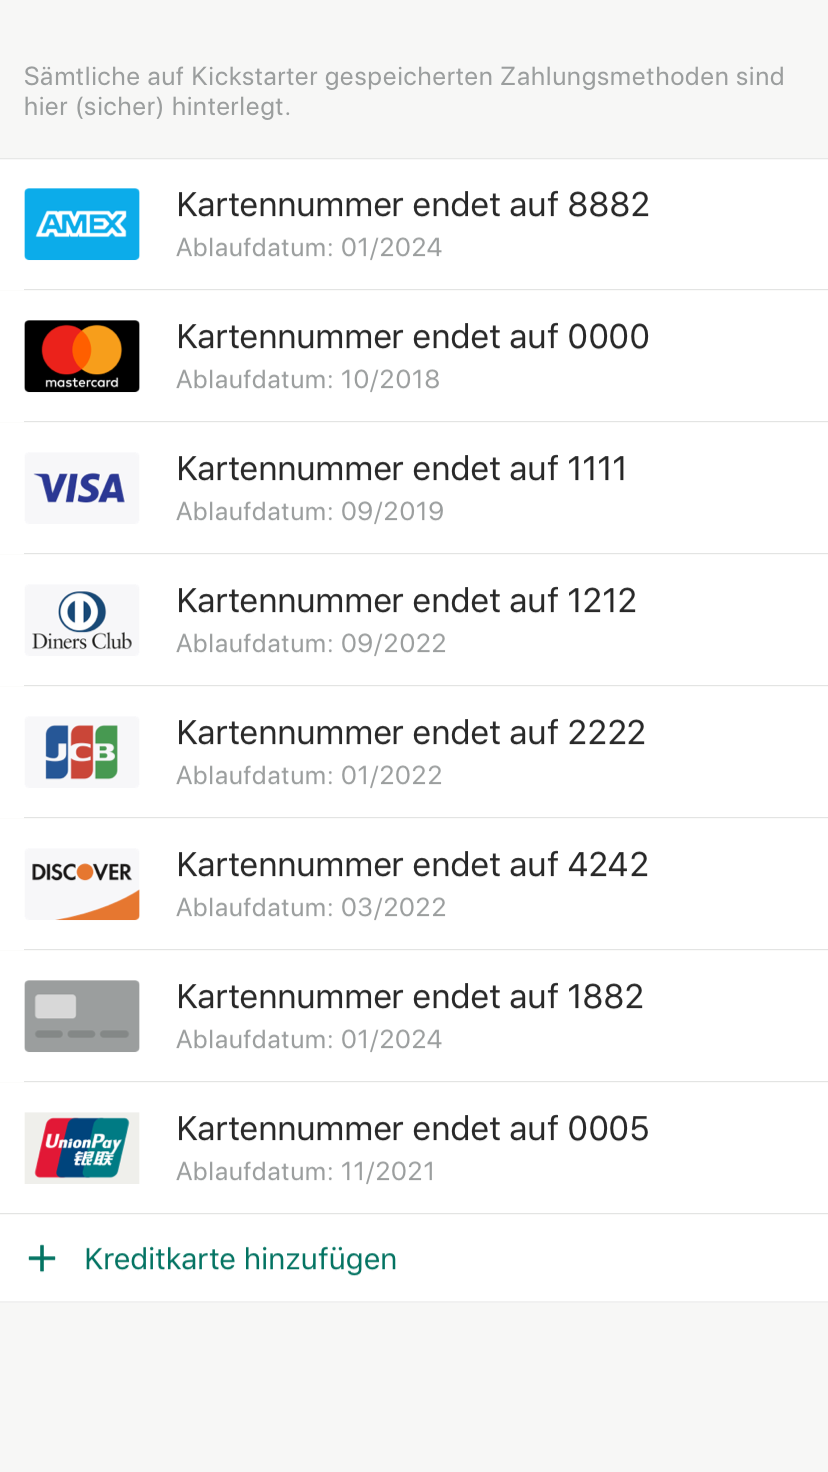 Sämtliche auf Kickstarter gespeicherten Zahlungsmethoden sind
hier (sicher) hinterlegt.
AMEX
Kartennummer endet auf 8882
Ablaufdatum: 01/2024
mastercard
Kartennummer endet auf 0000
Ablaufdatum: 10/2018
VISA
Kartennummer endet auf 1111
Ablaufdatum: 09/2019
Diners Club
Kartennummer endet auf 1212
Ablaufdatum: 09/2022
JCB
Kartennummer endet auf 2222
Ablaufdatum: 01/2022
DISCOVER
Kartennummer endet auf 4242
Ablaufdatum: 03/2022
Kartennummer endet auf 1882
Ablaufdatum: 01/2024
UnionPay
银联
Kartennummer endet auf 0005
Ablaufdatum: 11/2021
+ Kreditkarte hinzufügen